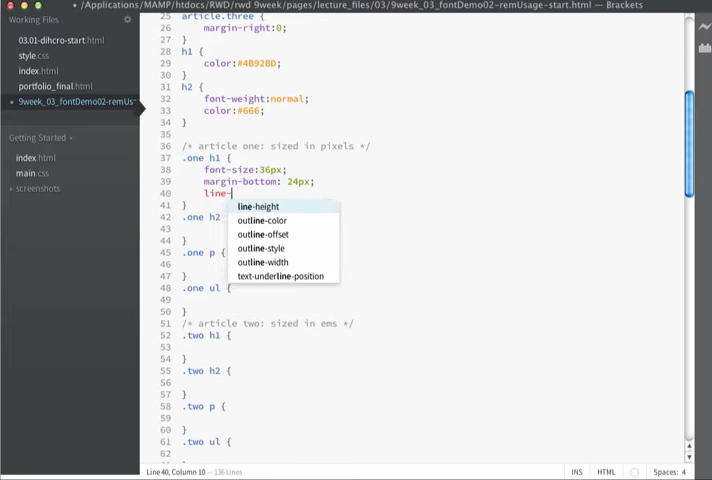 /Applications/MAMP/htdocs/RWD/rwd 9week/pages/lecture_files/03/9week_03_fontDemo02-remUsage-start.html — Brackets
Working Files
03.01-dihcro-start.html
style.css
index.html
portfolio_final.html
9week_03_fontDemo02-remUs
Getting Started
index.html
main.css
screenshots
25 article.three {
26 margin-right:0;
27 }
28 h1 {
29 color:#4B92BD;
30 }
31 h2 {
32 font-weight:normal;
33 color:#666;
34 }
35
36 /* article one: sized in pixels */
37 .one h1 {
38 font-size:36px;
39 margin-bottom: 24px;
40 line-
line-height
41 }
outline-color
42 .one h2
43
outline-offset
44 }
outline-style
45 .one p {
46
outline-width
47 }
text-underline-position
48 .one ul {
49
50 }
51 /* article two: sized in ems */
52 .two h1 {
53
54 }
55 .two h2 {
56
57 }
58 .two p {
59
60 }
61 .two ul {
62
Line 40, Column 10 — 136 Lines
INS
HTML
Spaces: 4